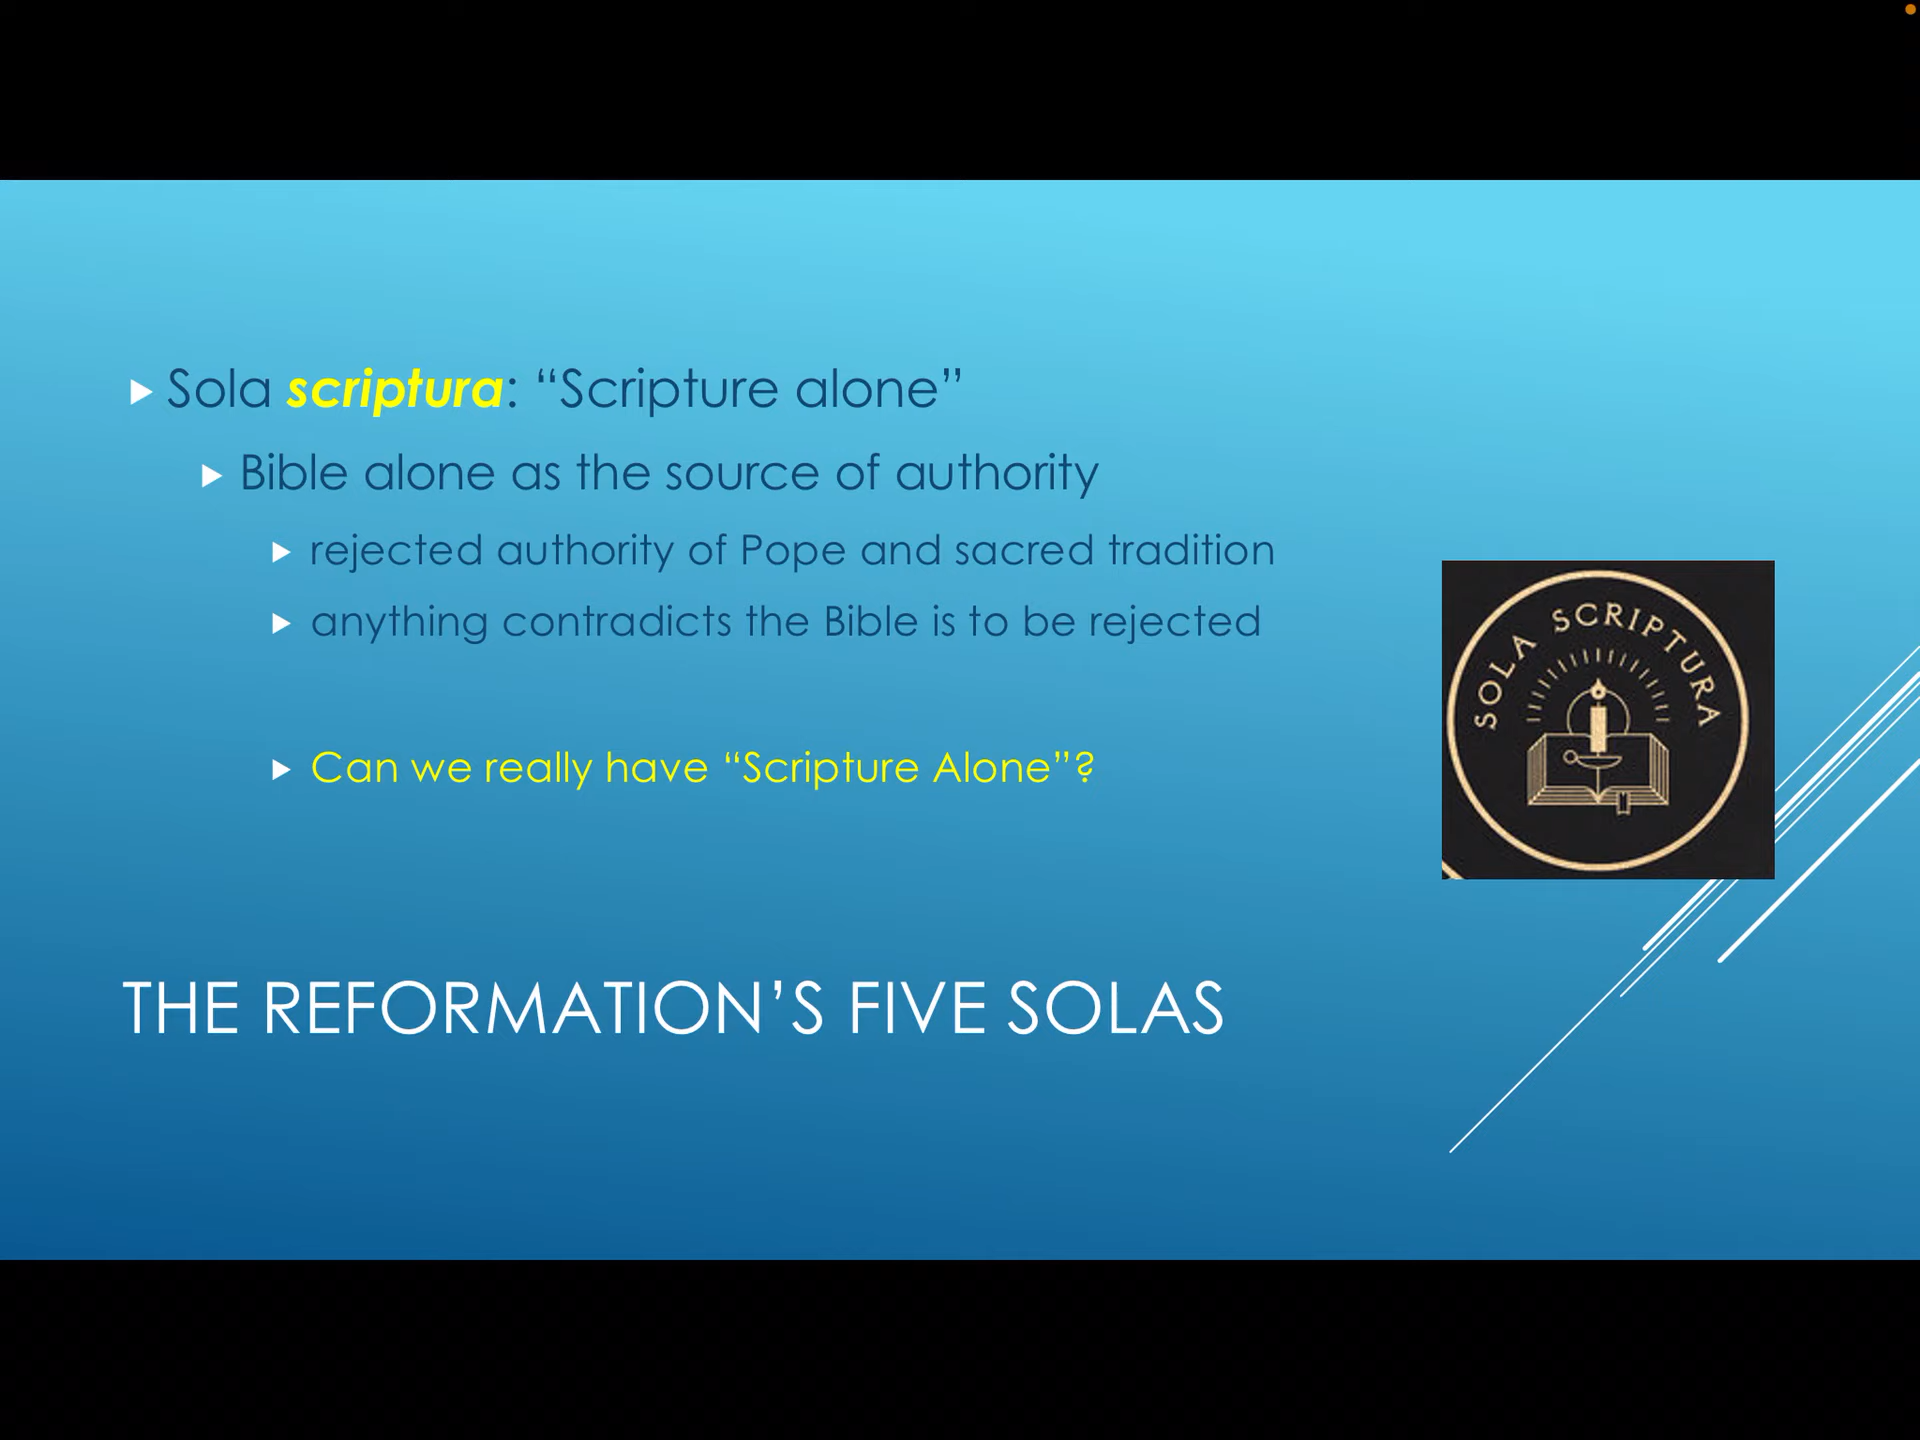 Sola scriptura: “Scripture alone”
Bible alone as the source of authority
rejected authority of Pope and sacred tradition
anything contradicts the Bible is to be rejected
Can we really have “Scripture Alone”?
SOLA SCRIPTURA
THE REFORMATION’S FIVE SOLAS